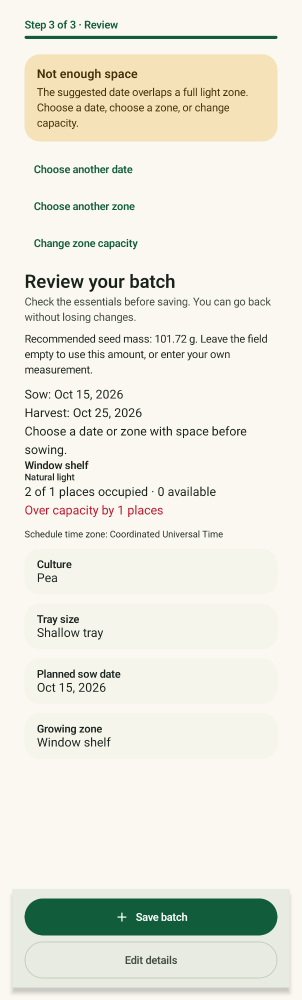 Step 3 of 3 · Review
Not enough space
The suggested date overlaps a full light zone.
Choose a date, choose a zone, or change
capacity.
Choose another date
Choose another zone
Change zone capacity
Review your batch
Check the essentials before saving. You can go back
without losing changes.
Recommended seed mass: 101.72 g. Leave the field
empty to use this amount, or enter your own
measurement.
Sow: Oct 15, 2026
Harvest: Oct 25, 2026
Choose a date or zone with space before
sowing.
Window shelf
Natural light
2 of 1 places occupied · 0 available
Over capacity by 1 places
Schedule time zone: Coordinated Universal Time
Culture
Pea
Tray size
Shallow tray
Planned sow date
Oct 15, 2026
Growing zone
Window shelf
Save batch
Edit details